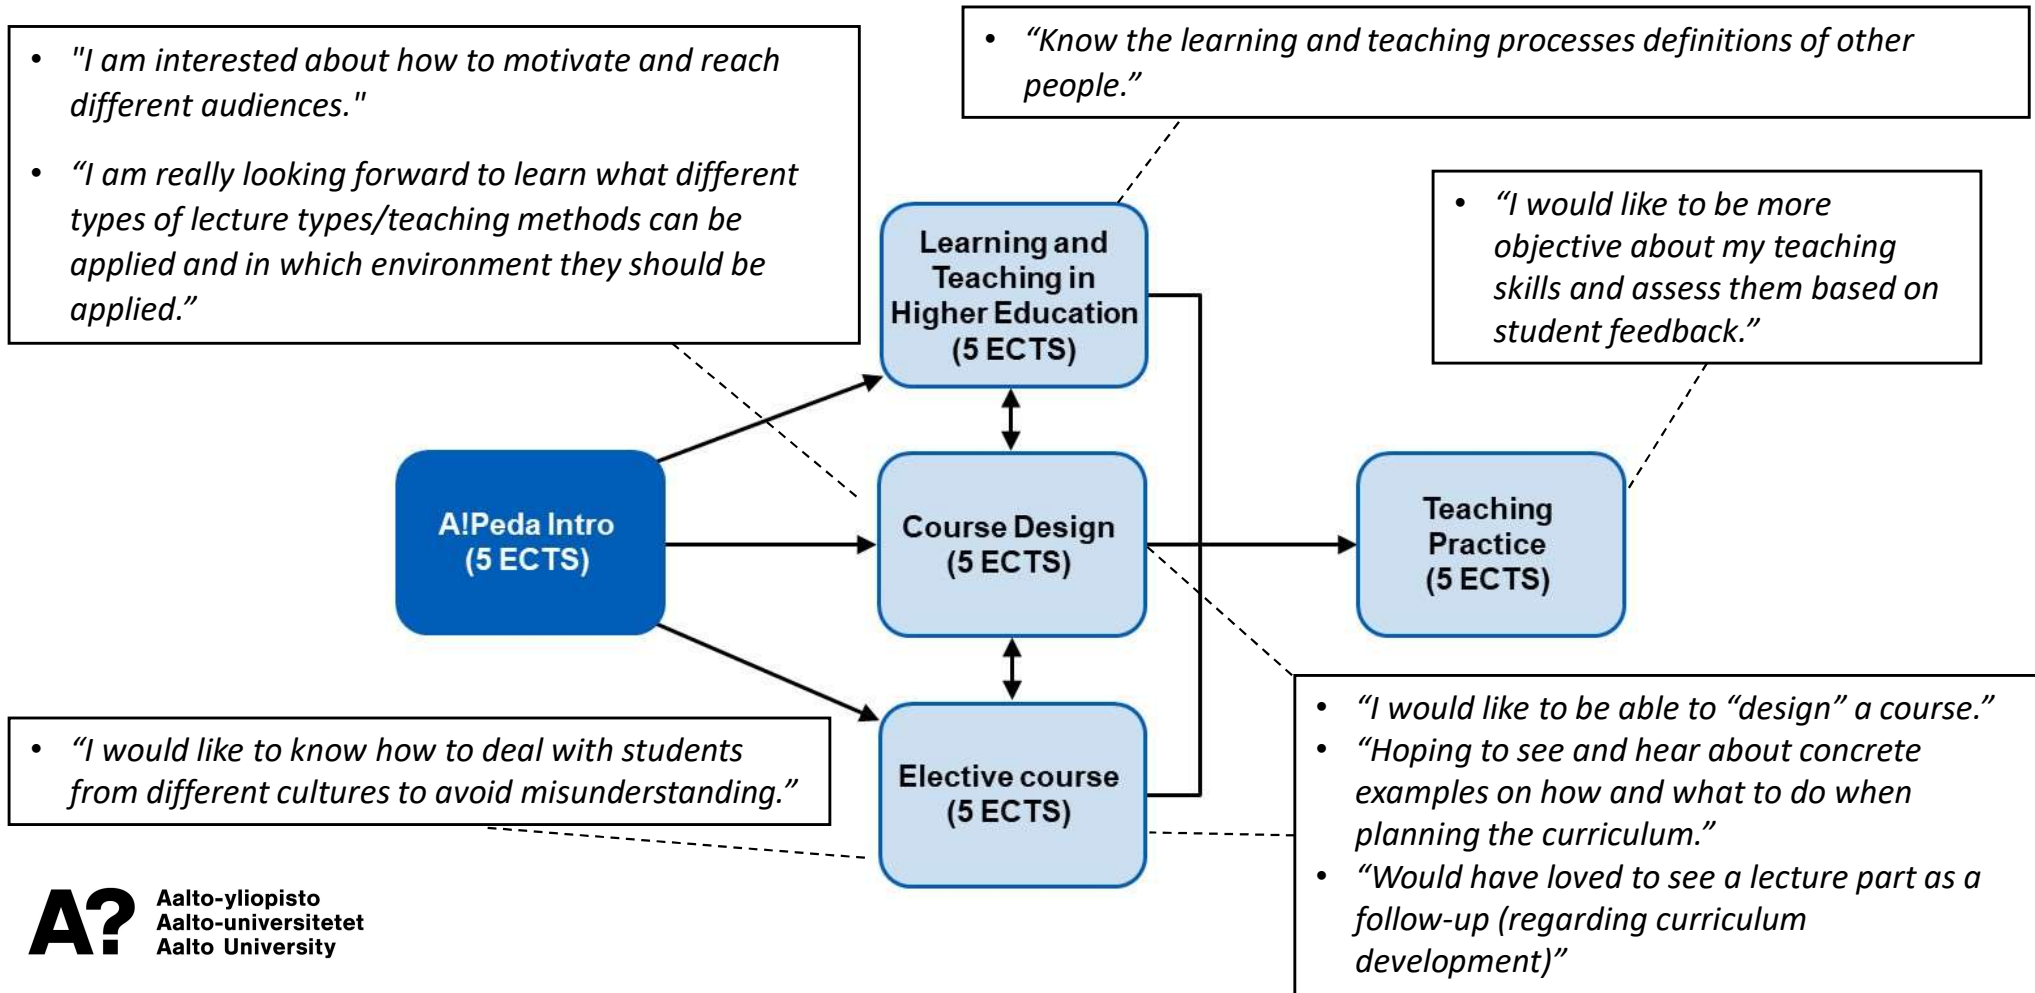 • "I am interested about how to motivate and reach
different audiences."
• “I am really looking forward to learn what different
types of lecture types/teaching methods can be
applied and in which environment they should be
applied.”
• “Know the learning and teaching processes definitions of other
people.”
• “I would like to be more
objective about my teaching
skills and assess them based on
student feedback.”
Learning and
Teaching in
Higher Education
(5 ECTS)
A!Peda Intro
(5 ECTS)
Course Design
(5 ECTS)
Teaching
Practice
(5 ECTS)
Elective course
(5 ECTS)
• “I would like to know how to deal with students
from different cultures to avoid misunderstanding.”
• “I would like to be able to “design” a course.”
• “Hoping to see and hear about concrete
examples on how and what to do when
planning the curriculum.”
• “Would have loved to see a lecture part as a
follow-up (regarding curriculum
development)”
A?
Aalto-yliopisto
Aalto-universitetet
Aalto University